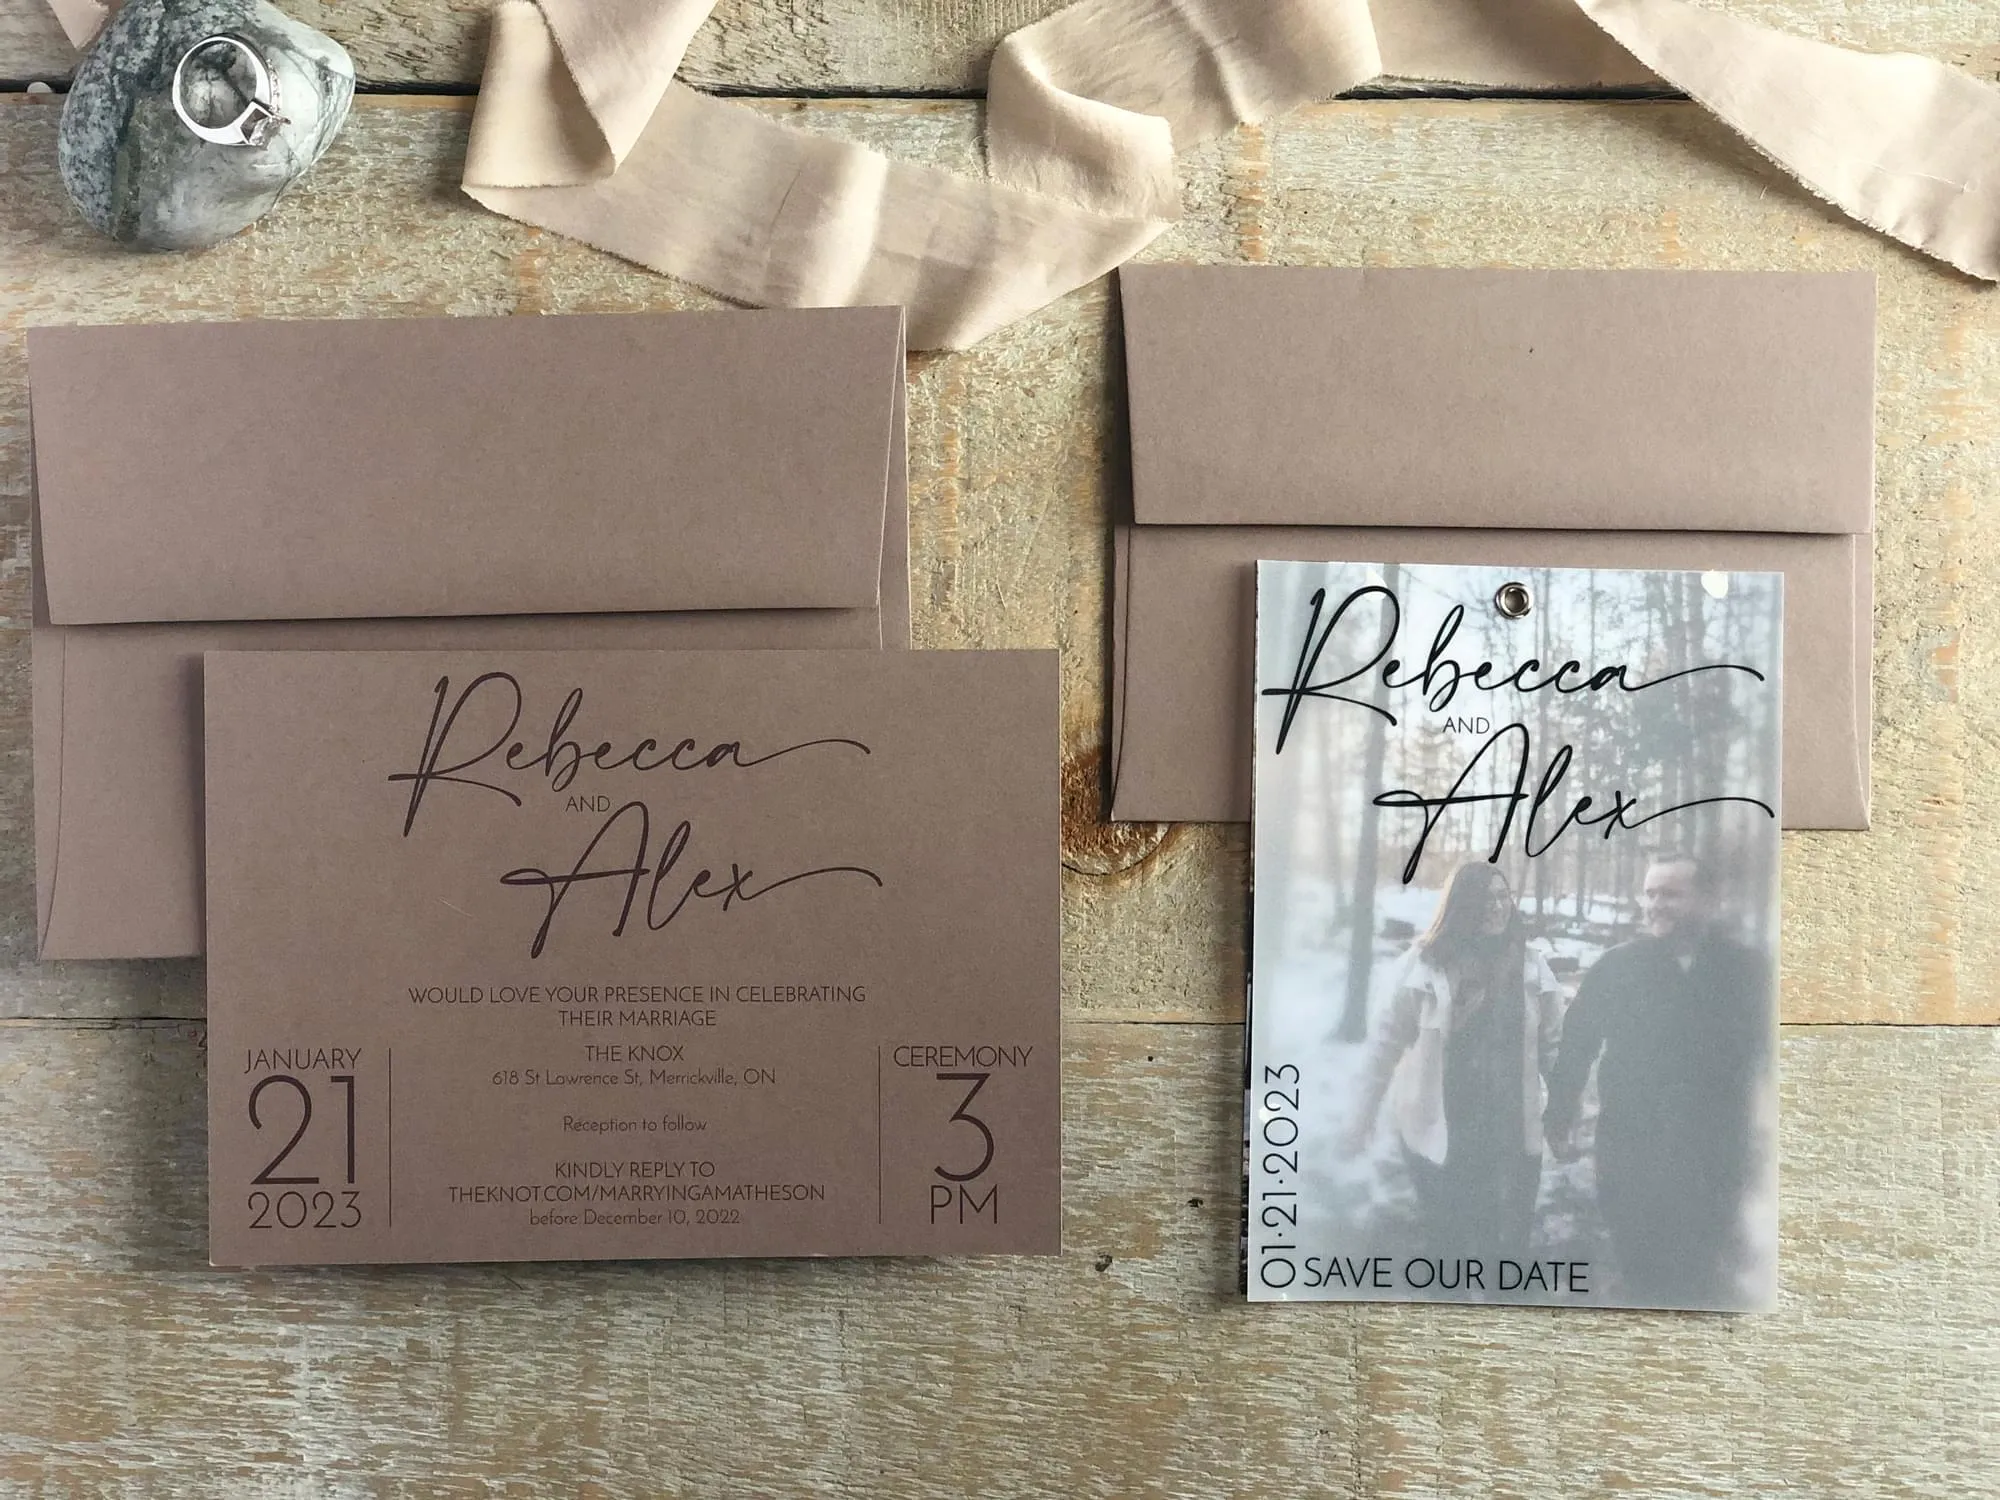 Rebecca
AND
Alex
WOULD LOVE YOUR PRESENCE IN CELEBRATING
THEIR MARRIAGE
JANUARY
21
2023
THE KNOX
618 St Lawrence St, Merrickville, ON
Reception to follow
KINDLY REPLY TO
THEKNOT.COM/MARRYINGAMATHESON
before December 10, 2022
CEREMONY
3
PM
Rebecca
AND
Alex
01·21·2023
SAVE OUR DATE